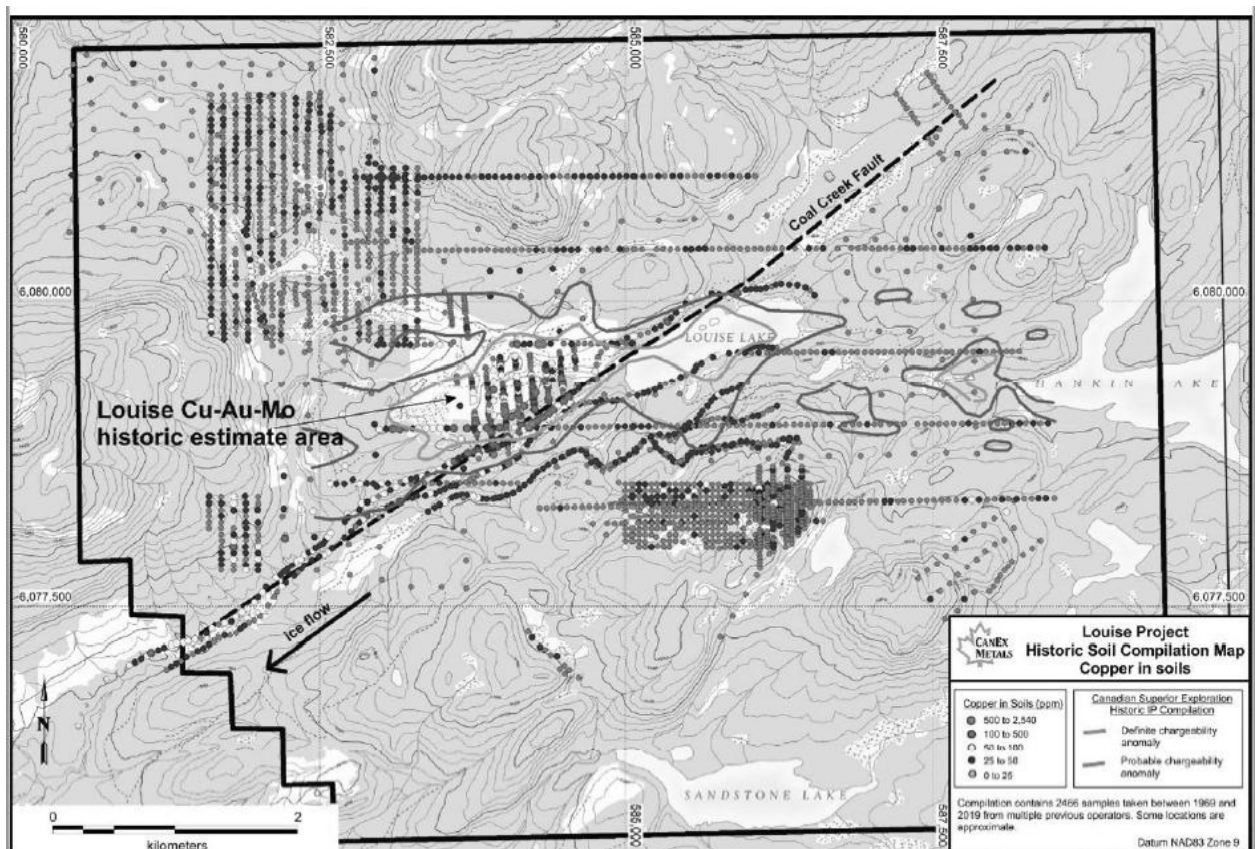 580,000
582,500
585,000
587,500
Coal Creek Fault
6,080,000
6,080,000
LOUISE LAKE
HANKIN LAKE
Louise Cu-Au-Mo
historic estimate area
6,077,500
6,077,500
Ice flow
N
SANDSTONE LAKE
585,000
587,500
0 2
kilometers
CANEX
METALS
Louise Project
Historic Soil Compilation Map
Copper in soils
Copper in Soils (ppm)
500 to 2,540
100 to 500
50 to 100
25 to 50
0 to 25
Canadian Superior Exploration
Historic IP Compilation
Definite chargeability
anomaly
Probable chargeability
anomaly
Compilation contains 2466 samples taken between 1969 and
2019 from multiple previous operators. Some locations are
approximate.
Datum NAD83 Zone 9